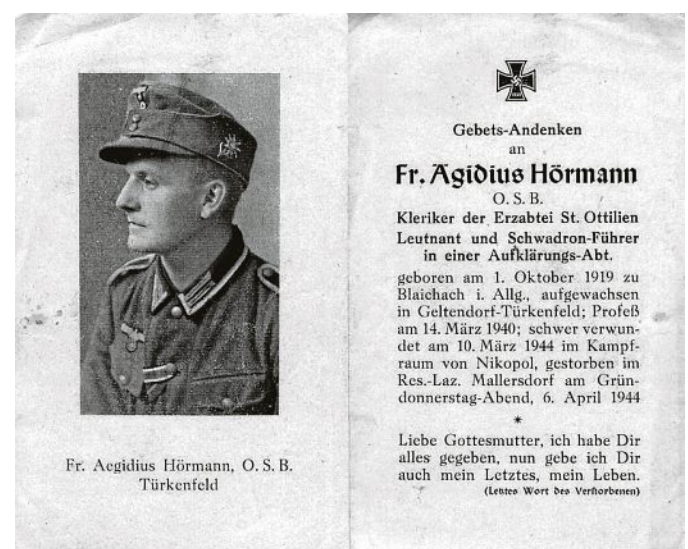 Fr. Aegidius Hörmann, O. S. B.
Türkenfeld
Gebets-Andenken
an
Fr. Ägidius Hörmann
O. S. B.
Kleriker der Erzabtei St. Ottilien
Leutnant und Schwadron-Führer
in einer Aufklärungs-Abt.
geboren am 1. Oktober 1919 zu
Blaichach i. Allg., aufgewachsen
in Geltendorf-Türkenfeld; Profeß
am 14. März 1940; schwer verwun-
det am 10. März 1944 im Kampf-
raum von Nikopol, gestorben im
Res.-Laz. Mallersdorf am Grün-
donnerstag-Abend, 6. April 1944
*
Liebe Gottesmutter, ich habe Dir
alles gegeben, nun gebe ich Dir
auch mein Letztes, mein Leben.
(Letztes Wort des Verstorbenen)